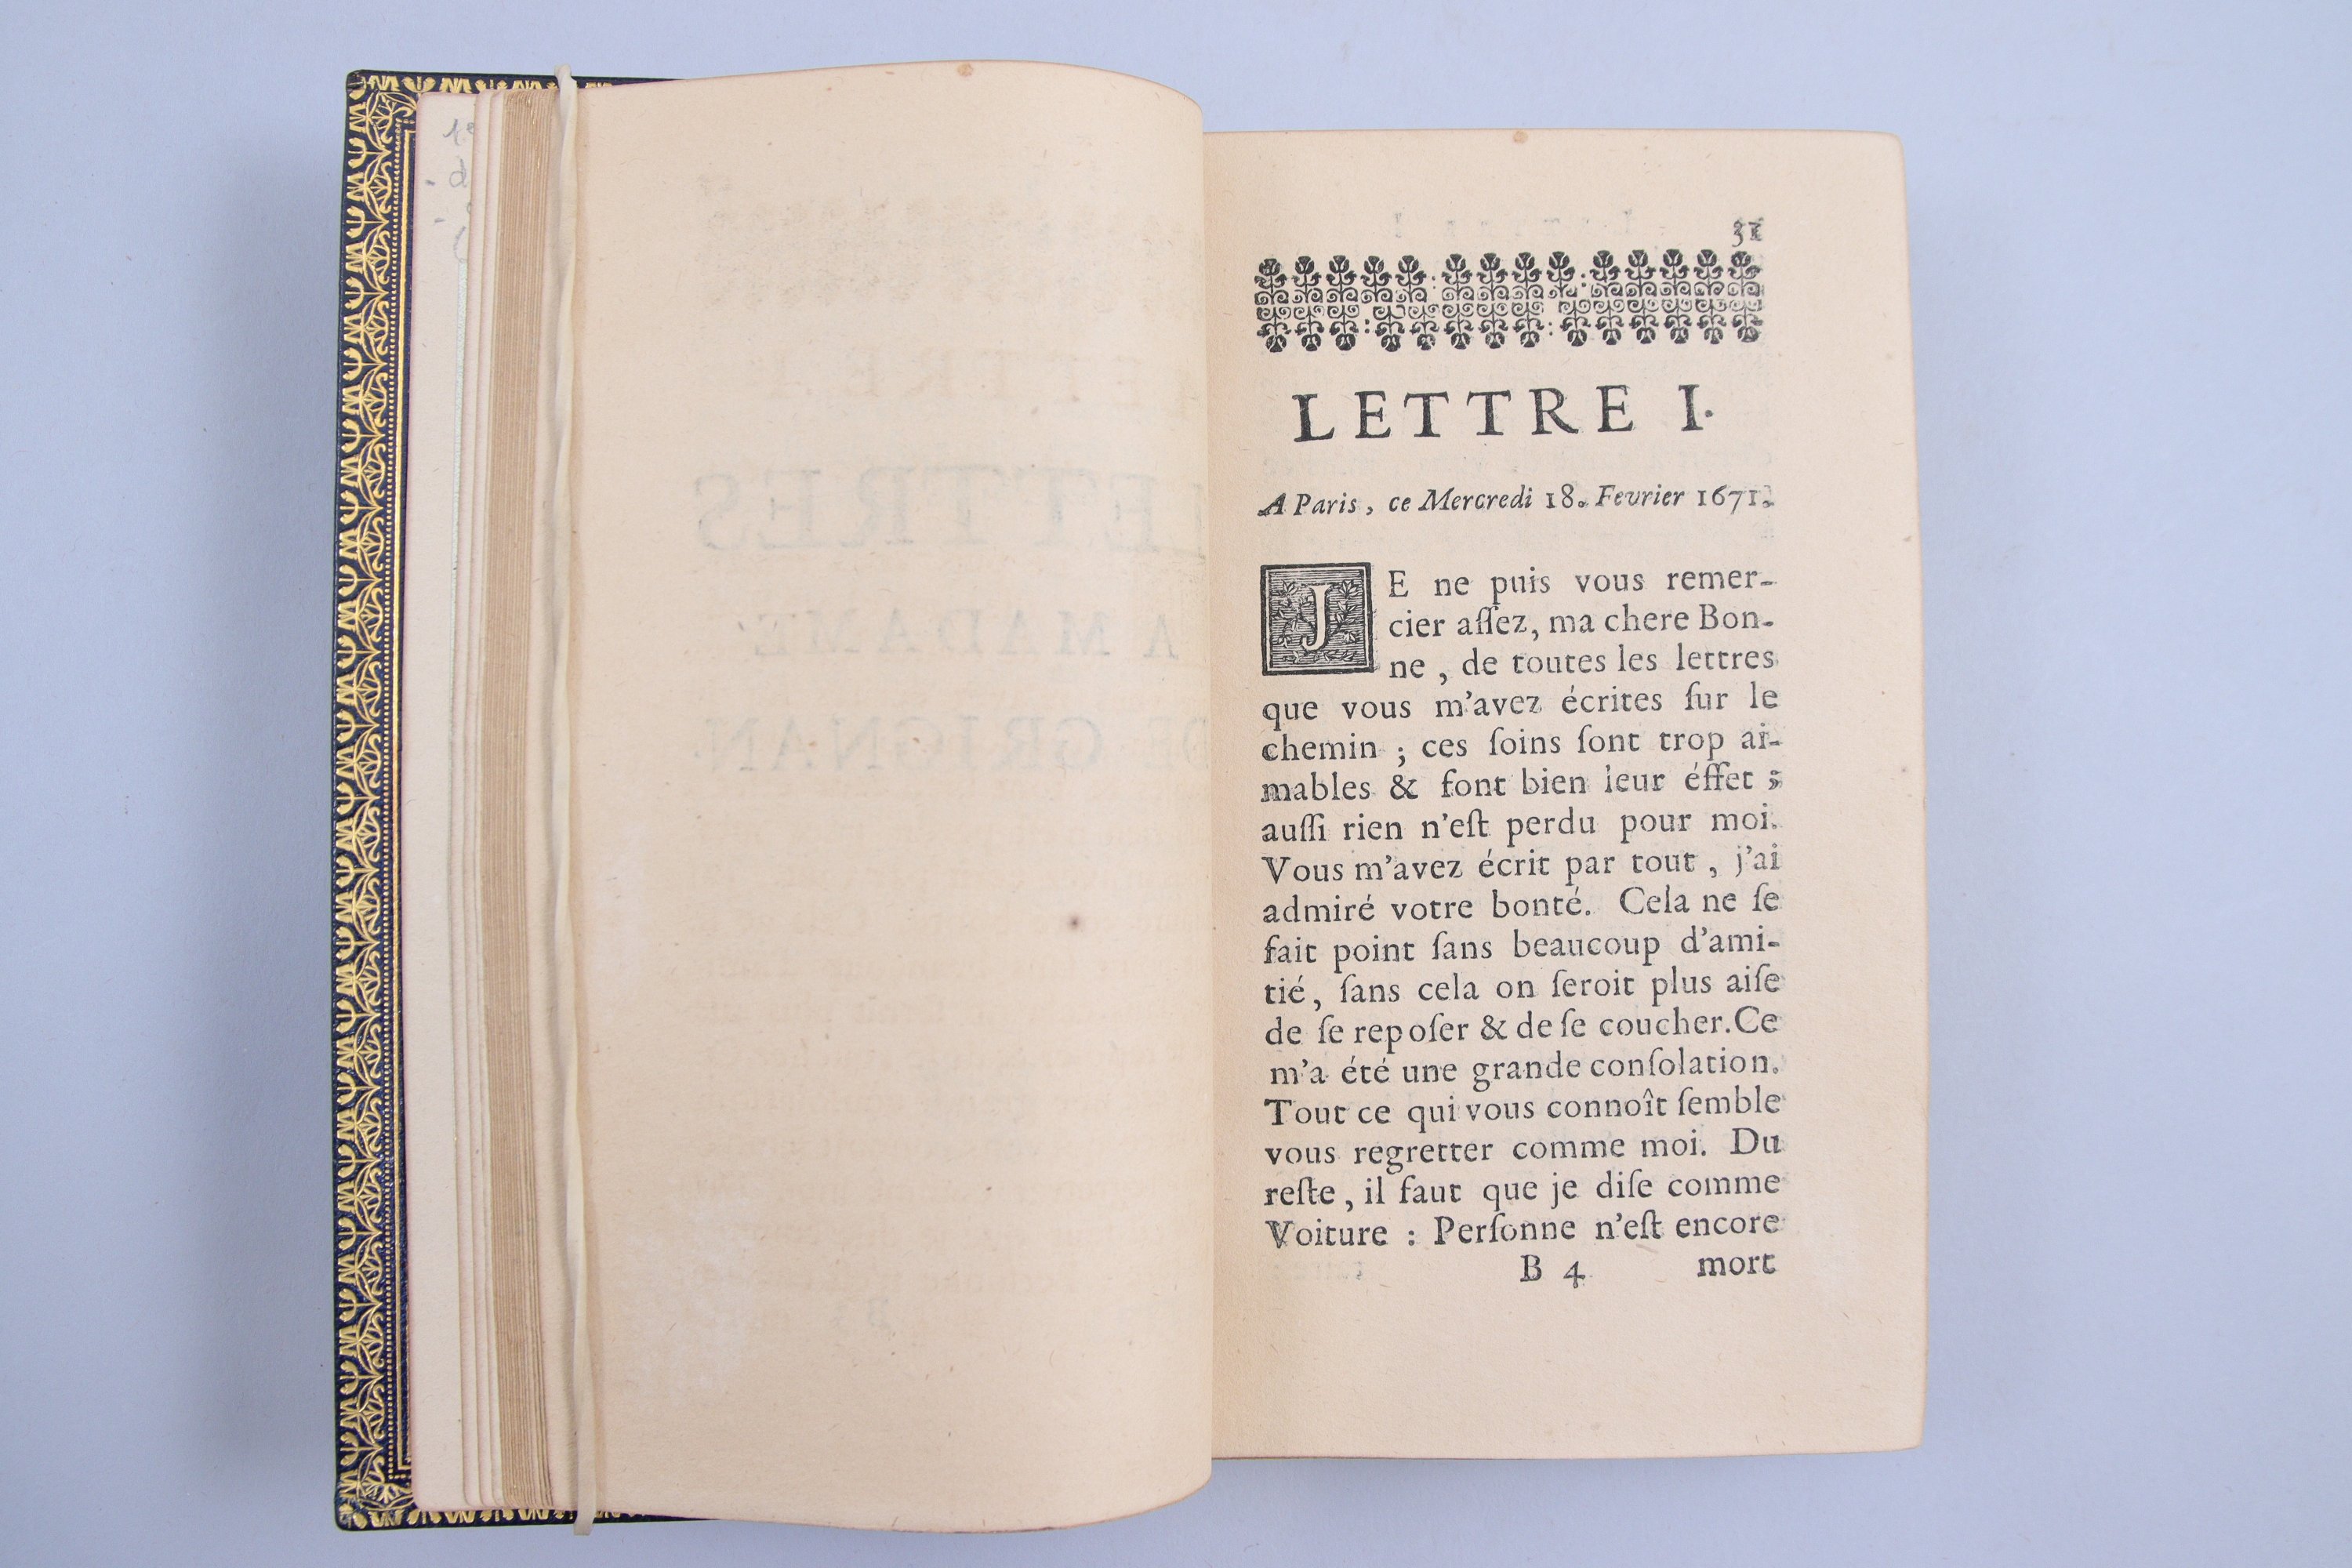 31
LETTRE I.
A Paris, ce Mercredi 18. Fevrier 1671.
JE ne puis vous remer-
cier aſſez, ma chere Bon-
ne, de toutes les lettres
que vous m'avez écrites ſur le
chemin ; ces ſoins ſont trop ai-
mables & font bien leur éffet ;
auſſi rien n'eſt perdu pour moi.
Vous m'avez écrit par tout, j'ai
admiré votre bonté. Cela ne ſe
fait point ſans beaucoup d'ami-
tié, ſans cela on ſeroit plus aiſe
de ſe repoſer & de ſe coucher. Ce
m'a été une grande conſolation.
Tout ce qui vous connoît ſemble
vous regretter comme moi. Du
reſte, il faut que je diſe comme
Voiture : Perſonne n'eſt encore
B 4 mort